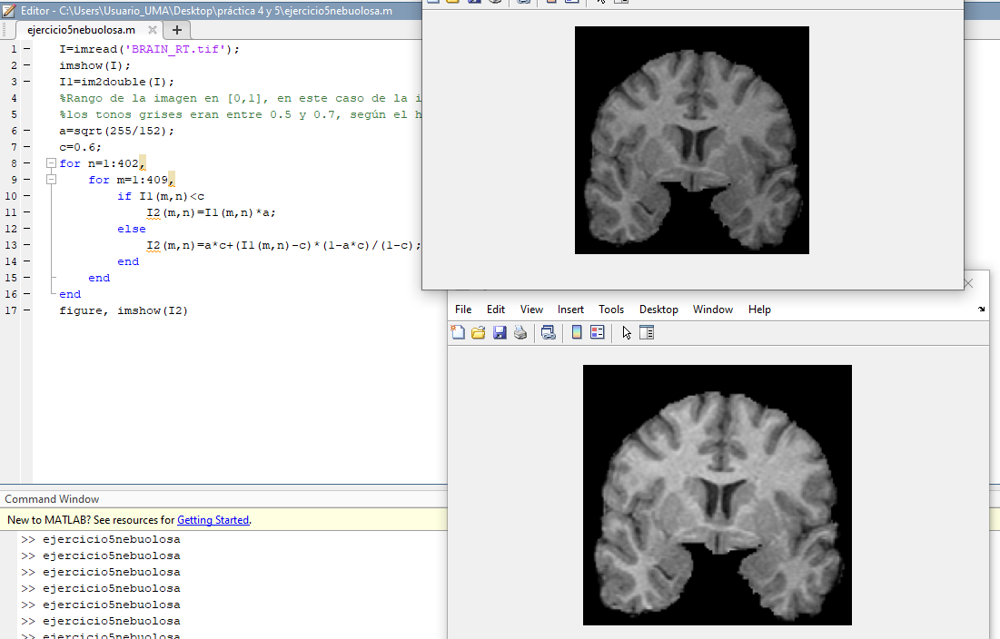 Editor - C:\Users\Usuario_UMA\Desktop\práctica 4 y 5\ejercicio5nebuolosa.m
ejercicio5nebuolosa.m
1 I=imread('BRAIN_RT.tif');
2 imshow(I);
3 I1=im2double(I);
4 %Rango de la imagen en [0,1], en este caso de la i
5 %los tonos grises eran entre 0.5 y 0.7, según el h
6 a=sqrt(255/152);
7 c=0.6;
8 for n=1:402,
9 for m=1:409,
10 if I1(m,n)<c
11 I2(m,n)=I1(m,n)*a;
12 else
13 I2(m,n)=a*c+(I1(m,n)-c)*(1-a*c)/(1-c);
14 end
15 end
16 end
17 figure, imshow(I2)
File Edit View Insert Tools Desktop Window Help
Command Window
New to MATLAB? See resources for Getting Started.
>> ejercicio5nebuolosa
>> ejercicio5nebuolosa
>> ejercicio5nebuolosa
>> ejercicio5nebuolosa
>> ejercicio5nebuolosa
>> ejercicio5nebuolosa
>> ejercicio5nebuolosa